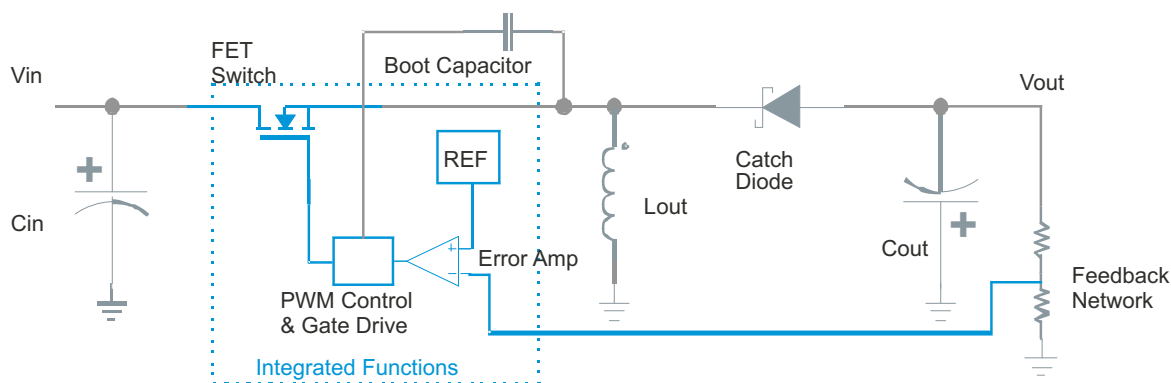 FET
Switch
Vin
Boot Capacitor
Vout
REF
Catch
Diode
Lout
Cin
+
−
Error Amp
Cout
PWM Control
& Gate Drive
Feedback
Network
Integrated Functions